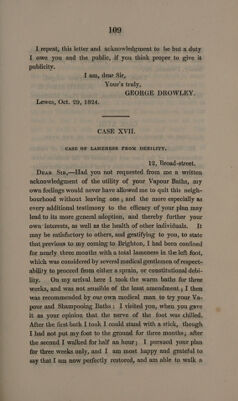 109
I repeat, this letter and acknowledgment to be but a duty
I owe you and the public, if you think proper to give it
publicity.
I am, dear Sir,
Your's truly,
GEORGE DROWLEY.
Lewes, Oct. 29, 1824.
CASE XVII.
CASE OF LAMENESS FROM DEBILITY.
12, Broad-street.
Dear Sir,—Had you not requested from me a written
acknowledgment of the utility of your Vapour Baths, my
own feelings would never have allowed me to quit this neigh-
bourhood without leaving one; and the more especially as
every additional testimony to the efficacy of your plan may
lead to its more general adoption, and thereby further your
own interests, as well as the health of other individuals. It
may be satisfactory to others, and gratifying to you, to state
that previous to my coming to Brighton, I had been confined
for nearly three months with a total lameness in the left foot,
which was considered by several medical gentlemen of respect-
ability to proceed from either a sprain, or constitutional debi-
lity. On my arrival here I took the warm baths for three
weeks, and was not sensible of the least amendment; I then
was recommended by our own medical man to try your Va-
pour and Shampooing Baths: I visited you, when you gave
it as your opinion that the nerve of the foot was chilled.
After the first bath I took I could stand with a stick, though
I had not put my foot to the ground for three months; after
the second I walked for half an hour; I pursued your plan
for three weeks only, and I am most happy and grateful to
say that I am now perfectly restored, and am able to walk a